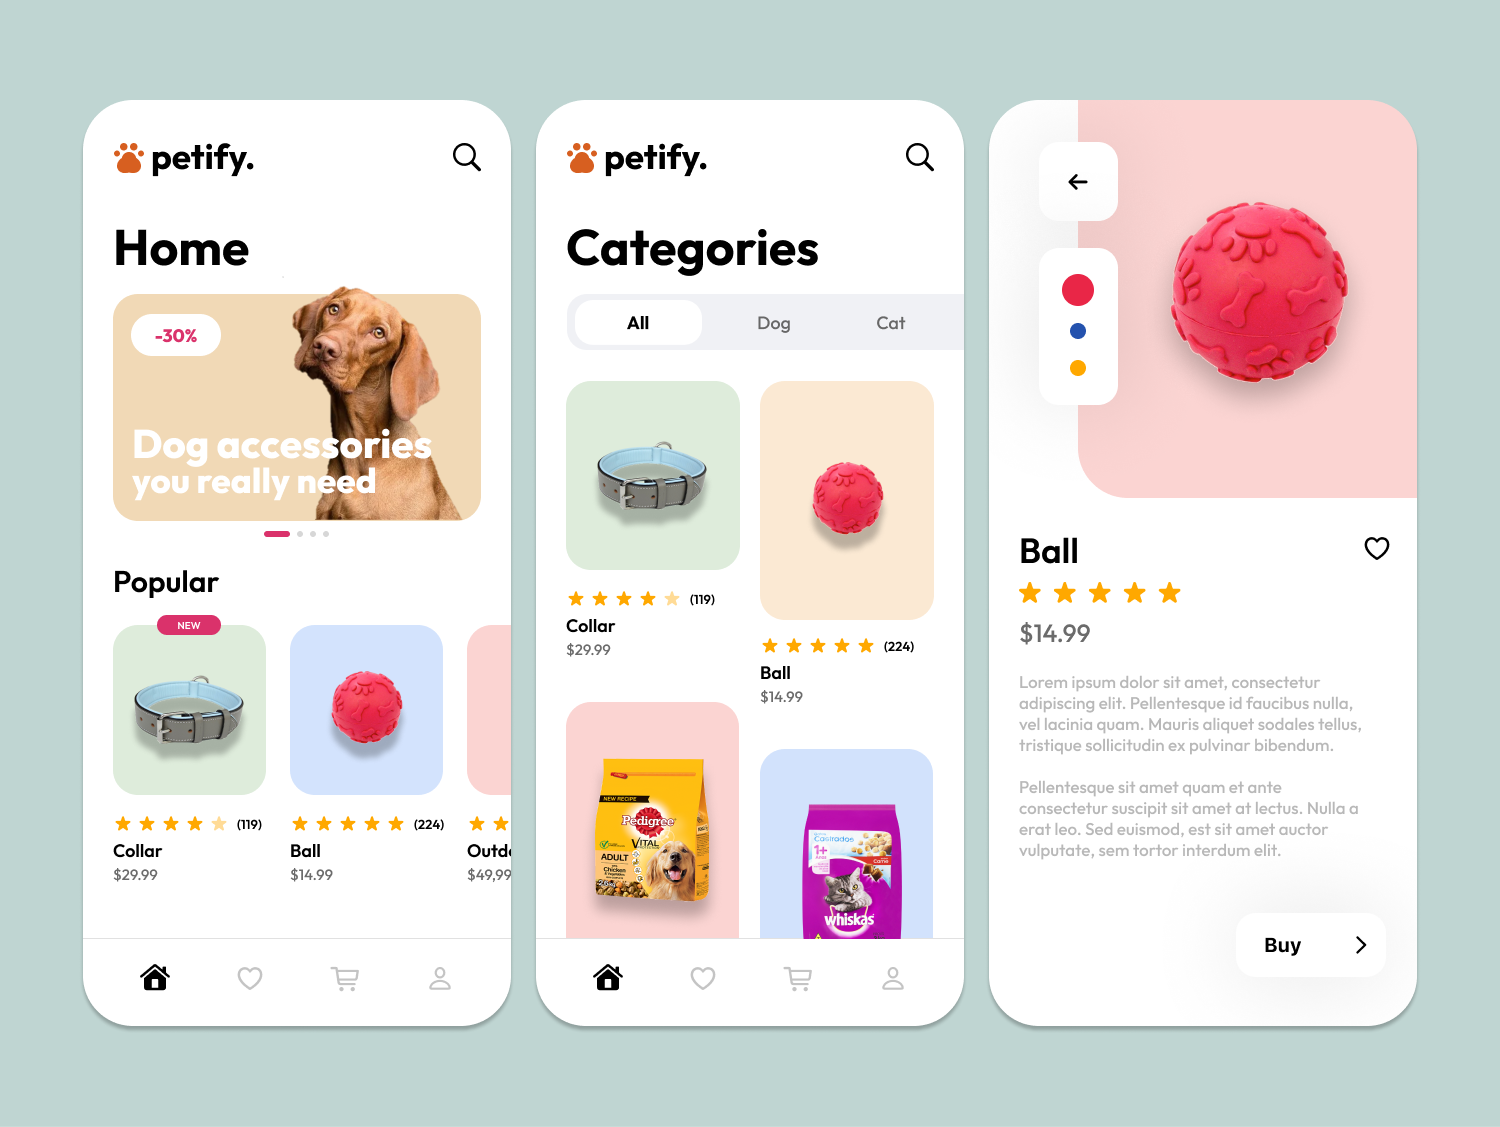 petify.
Home
-30%
Dog accessories
you really need
Popular
NEW
(119)
Collar
$29.99
(224)
Ball
$14.99
Outdo
$49,99
petify.
Categories
All
Dog
Cat
(119)
Collar
$29.99
(224)
Ball
$14.99
NEW RECIPE
Pedigree
VITAL
ADULT
Chicken
& Vegetables
Castrados
1+
Carne
whiskas
Ball
$14.99
Lorem ipsum dolor sit amet, consectetur
adipiscing elit. Pellentesque id faucibus nulla,
vel lacinia quam. Mauris aliquet sodales tellus,
tristique sollicitudin ex pulvinar bibendum.
Pellentesque sit amet quam et ante
consectetur suscipit sit amet at lectus. Nulla a
erat leo. Sed euismod, est sit amet auctor
vulputate, sem tortor interdum elit.
Buy